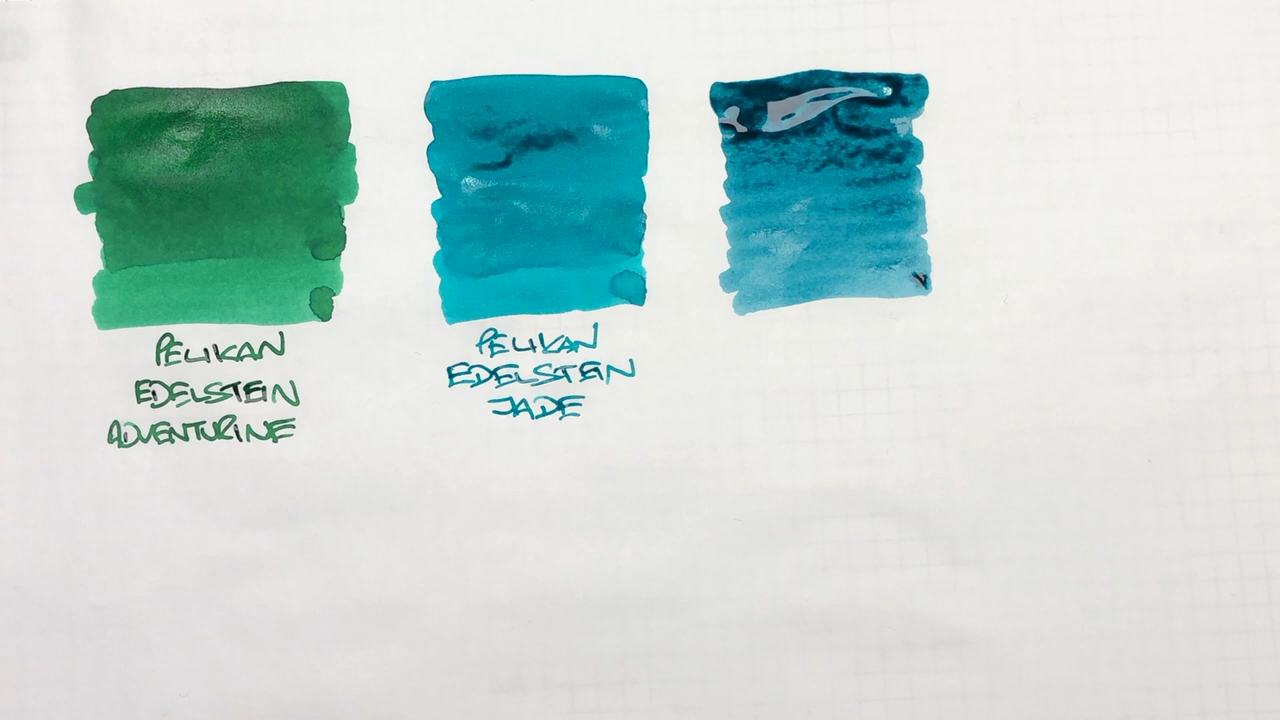 PELIKAN
EDELSTEIN
ADVENTURINE
PELIKAN
EDELSTEIN
JADE